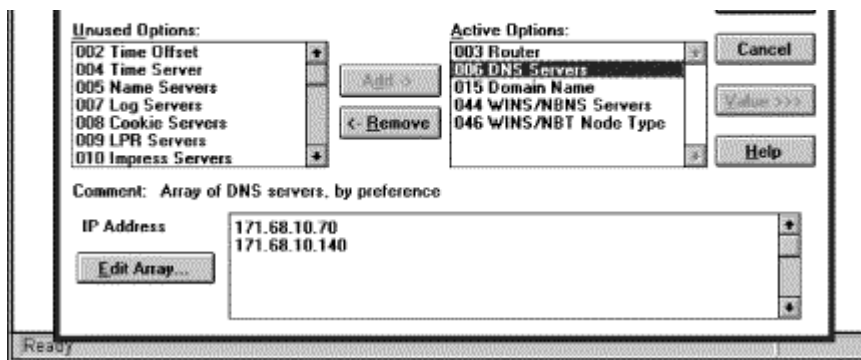 Unused Options:
Active Options:
002 Time Offset
004 Time Server
005 Name Servers
007 Log Servers
008 Cookie Servers
009 LPR Servers
010 Impress Servers
Add ->
<- Remove
003 Router
006 DNS Servers
015 Domain Name
044 WINS/NBNS Servers
046 WINS/NBT Node Type
Cancel
Value >>>
Help
Comment: Array of DNS servers, by preference
IP Address
171.68.10.70
171.68.10.140
Edit Array...
Ready